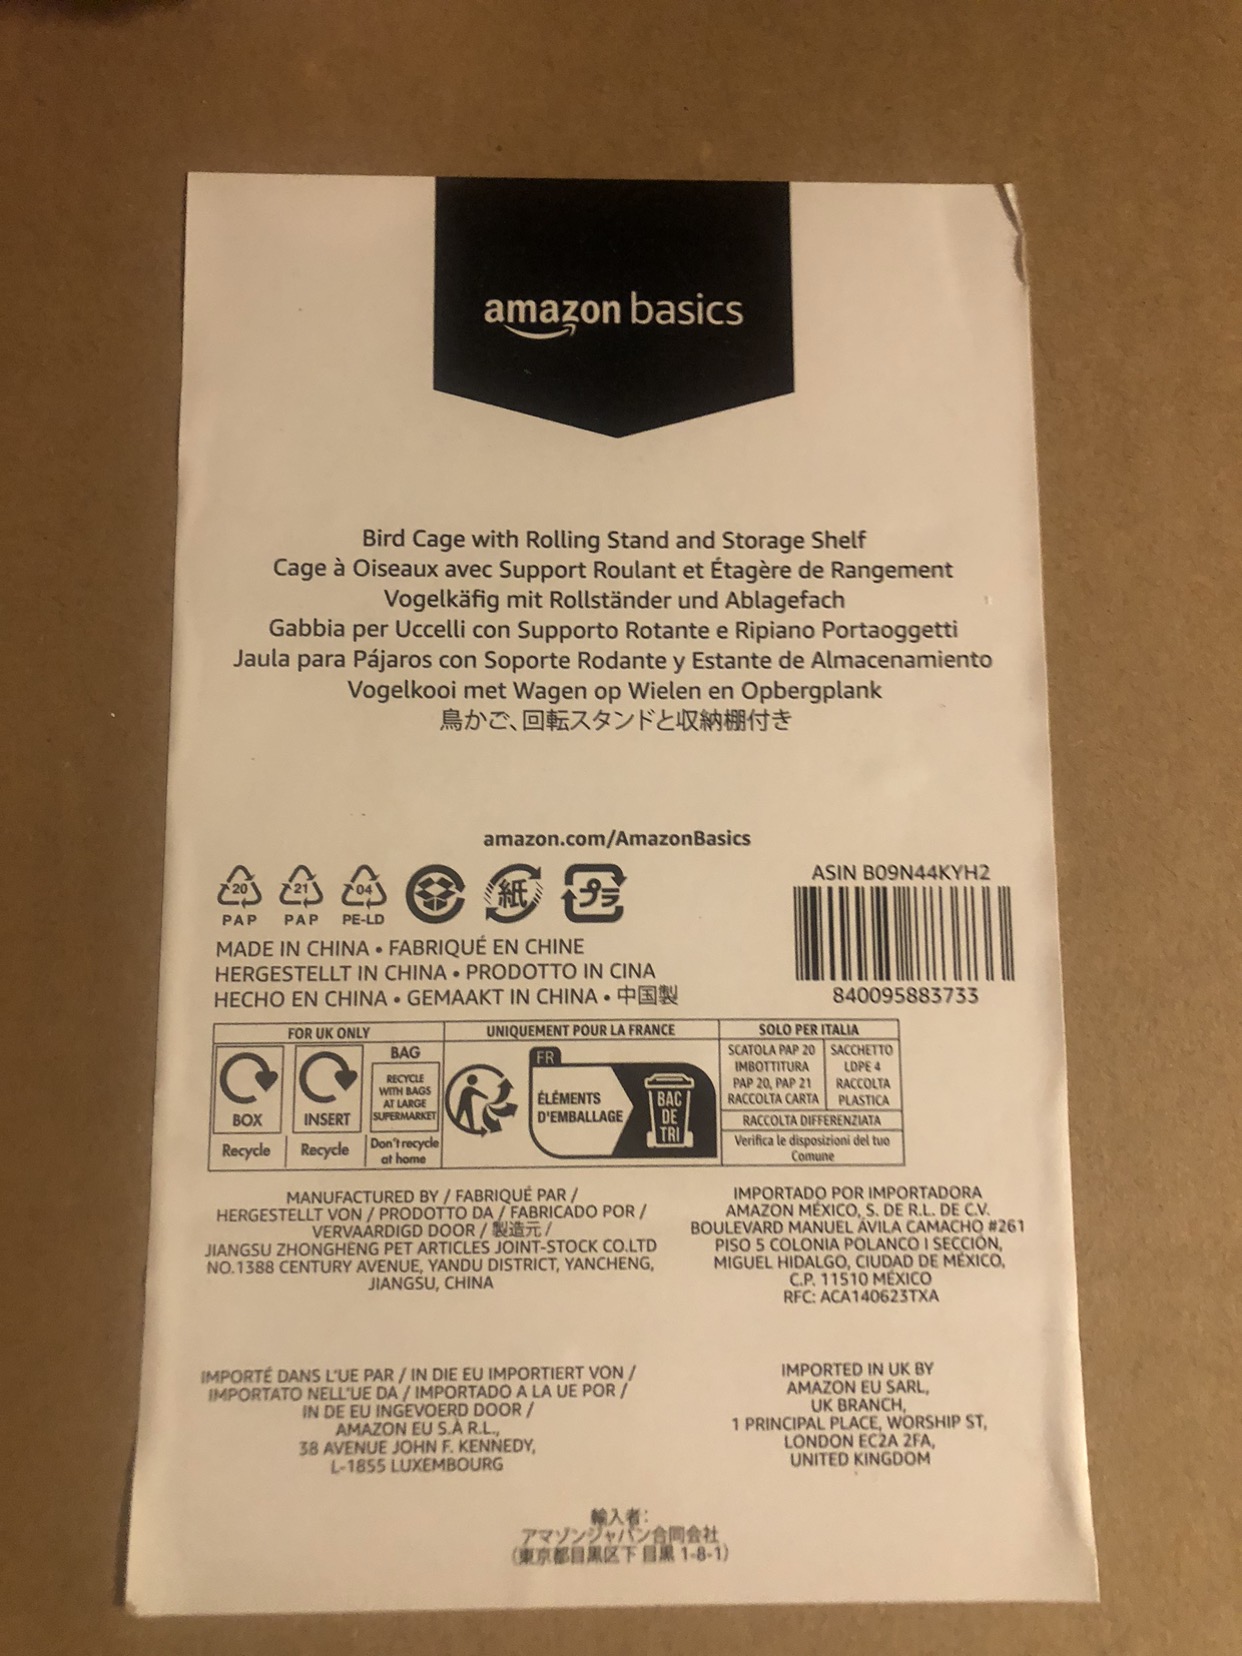 amazon basics
Bird Cage with Rolling Stand and Storage Shelf
Cage à Oiseaux avec Support Roulant et Étagère de Rangement
Vogelkäfig mit Rollständer und Ablagefach
Gabbia per Uccelli con Supporto Rotante e Ripiano Portaoggetti
Jaula para Pájaros con Soporte Rodante y Estante de Almacenamiento
Vogelkooi met Wagen op Wielen en Opbergplank
鳥かご、回転スタンドと収納棚付き
amazon.com/AmazonBasics
20
PAP
21
PAP
04
PE-LD
紙
プラ
ASIN B09N44KYH2
840095883733
MADE IN CHINA • FABRIQUÉ EN CHINE
HERGESTELLT IN CHINA • PRODOTTO IN CINA
HECHO EN CHINA • GEMAAKT IN CHINA • 中国製
FOR UK ONLY
BOX
Recycle
INSERT
Recycle
BAG
RECYCLE
WITH BAGS
AT LARGE
SUPERMARKET
Don't recycle
at home
UNIQUEMENT POUR LA FRANCE
FR
ÉLÉMENTS
D'EMBALLAGE
BAC
DE
TRI
SOLO PER ITALIA
SCATOLA PAP 20
IMBOTTITURA
PAP 20, PAP 21
RACCOLTA CARTA
SACCHETTO
LDPE 4
RACCOLTA
PLASTICA
RACCOLTA DIFFERENZIATA
Verifica le disposizioni del tuo
Comune
MANUFACTURED BY / FABRIQUÉ PAR /
HERGESTELLT VON / PRODOTTO DA / FABRICADO POR /
VERVAARDIGD DOOR / 製造元 /
JIANGSU ZHONGHENG PET ARTICLES JOINT-STOCK CO.LTD
NO.1388 CENTURY AVENUE, YANDU DISTRICT, YANCHENG,
JIANGSU, CHINA
IMPORTADO POR IMPORTADORA
AMAZON MÉXICO, S. DE R.L. DE C.V.
BOULEVARD MANUEL ÁVILA CAMACHO #261
PISO 5 COLONIA POLANCO I SECCIÓN,
MIGUEL HIDALGO, CIUDAD DE MÉXICO,
C.P. 11510 MÉXICO
RFC: ACA140623TXA
IMPORTÉ DANS L'UE PAR / IN DIE EU IMPORTIERT VON /
IMPORTATO NELL'UE DA / IMPORTADO A LA UE POR /
IN DE EU INGEVOERD DOOR /
AMAZON EU S.À R.L.,
38 AVENUE JOHN F. KENNEDY,
L-1855 LUXEMBOURG
IMPORTED IN UK BY
AMAZON EU SARL,
UK BRANCH,
1 PRINCIPAL PLACE, WORSHIP ST,
LONDON EC2A 2FA,
UNITED KINGDOM
輸入者：
アマゾンジャパン合同会社
(東京都目黒区下目黒 1-8-1)